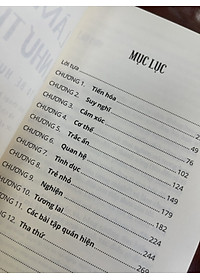 MỤC LỤC
Lời tựa
CHƯƠNG 1. Tiến hóa
CHƯƠNG 2. Suy nghĩ
CHƯƠNG 3. Cảm xúc 49
CHƯƠNG 4. Cơ thể 76
CHƯƠNG 5. Trắc ẩn
CHƯƠNG 6. Quan hệ 102
CHƯƠNG 7. Tình dục 124
CHƯƠNG 8. Trẻ nhỏ 149
CHƯƠNG 9. Nghiện 179
CHƯƠNG 10. Tương lai 182
CHƯƠNG 11. Các bài tập quán hiện 224
CHƯƠNG 12. Tha thứ 244
269